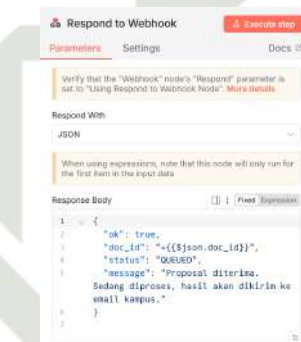 Respond to Webhook
Execute step
Parameters
Settings
Docs
Verify that the "Webhook" node's "Respond" parameter is
set to "Using Respond to Webhook Node". More details
Respond With
JSON
When using expressions, note that this node will only run for
the first item in the input data
Response Body
Fixed
Expression
1 {
2 "ok": true,
3 "doc_id": "={{$json.doc_id}}",
4 "status": "QUEUED",
5 "message": "Proposal diterima.
Sedang diproses, hasil akan dikirim ke
email kampus."
6 }
7